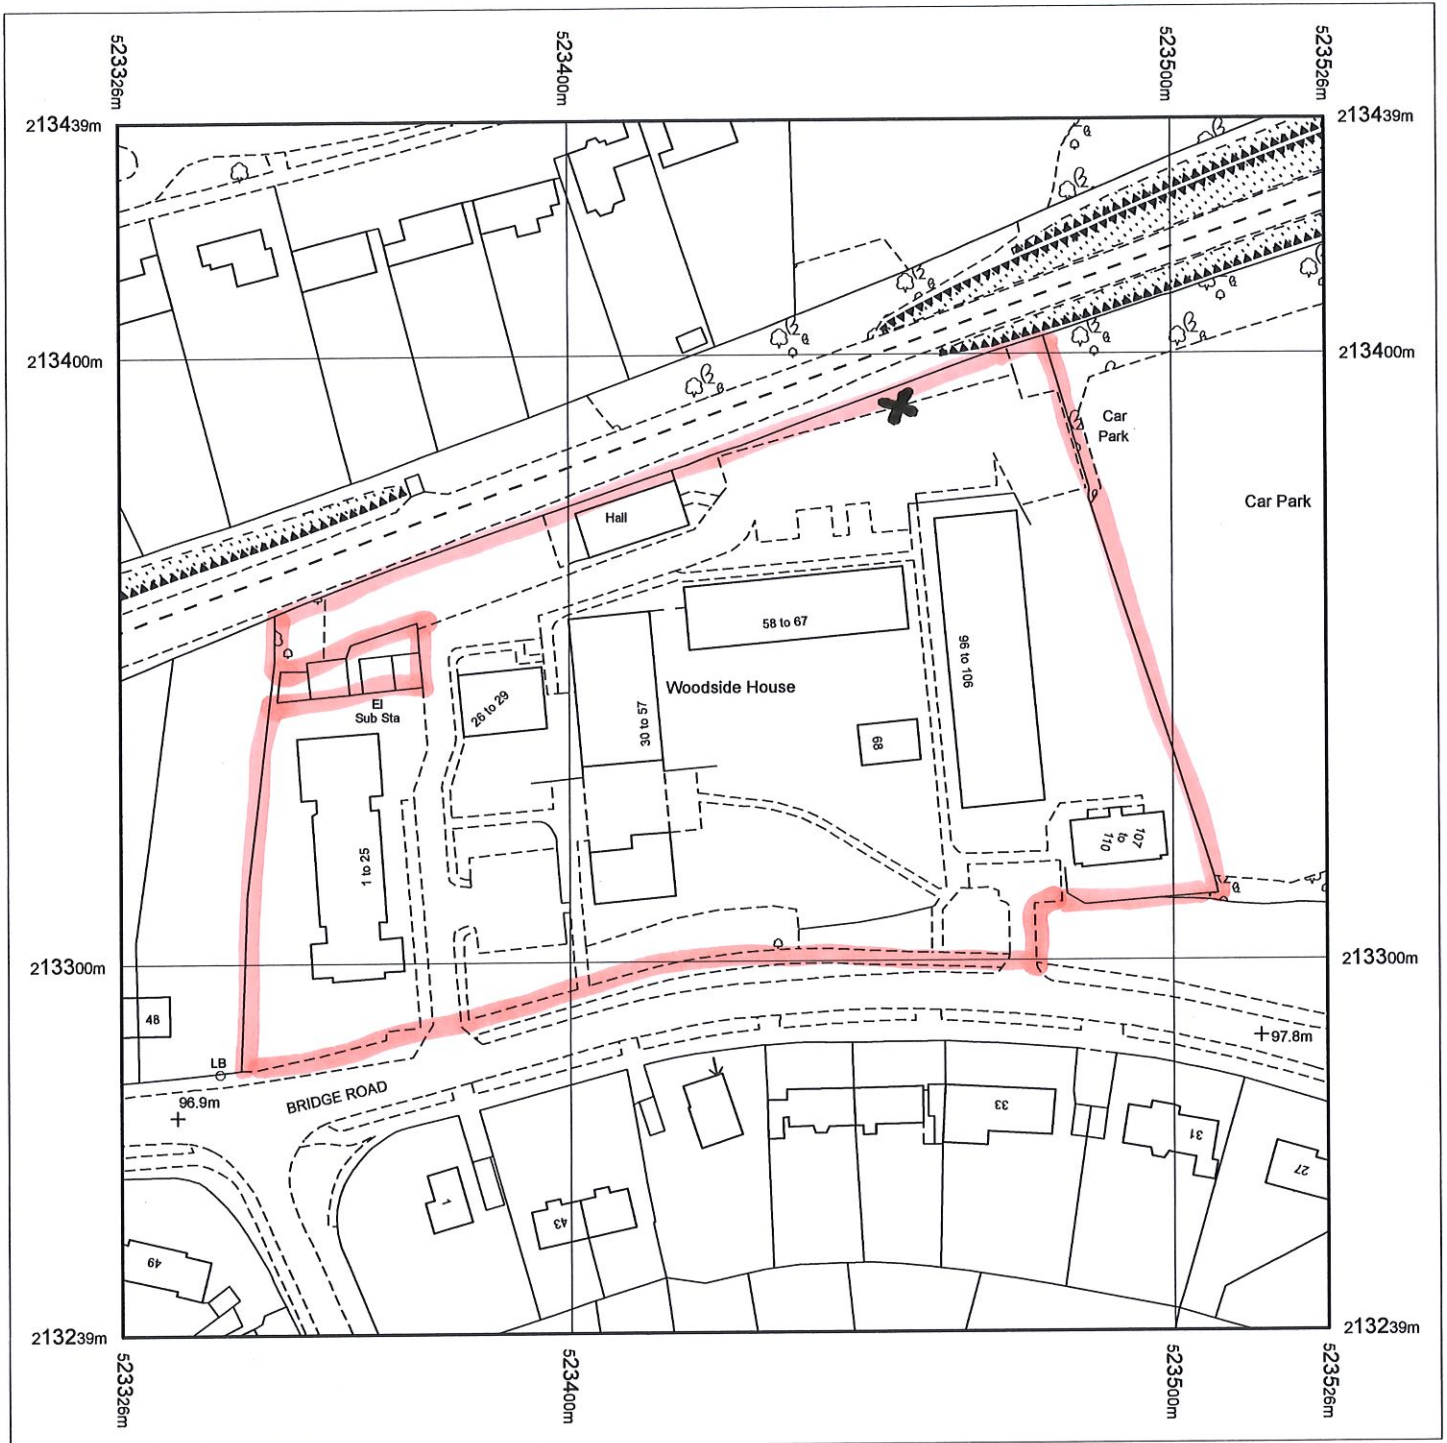 523326m
523400m
523500m
523526m
213439m
213439m
213400m
213400m
Car
Park
Car Park
Hall
58 to 67
96 to 106
El
Sub Sta
26 to 29
30 to 57
Woodside House
68
1 to 25
107
to
110
213300m
213300m
48
LB
97.8m
96.9m
BRIDGE ROAD
33
31
27
1
43
49
213239m
213239m
523326m
523400m
523500m
523526m